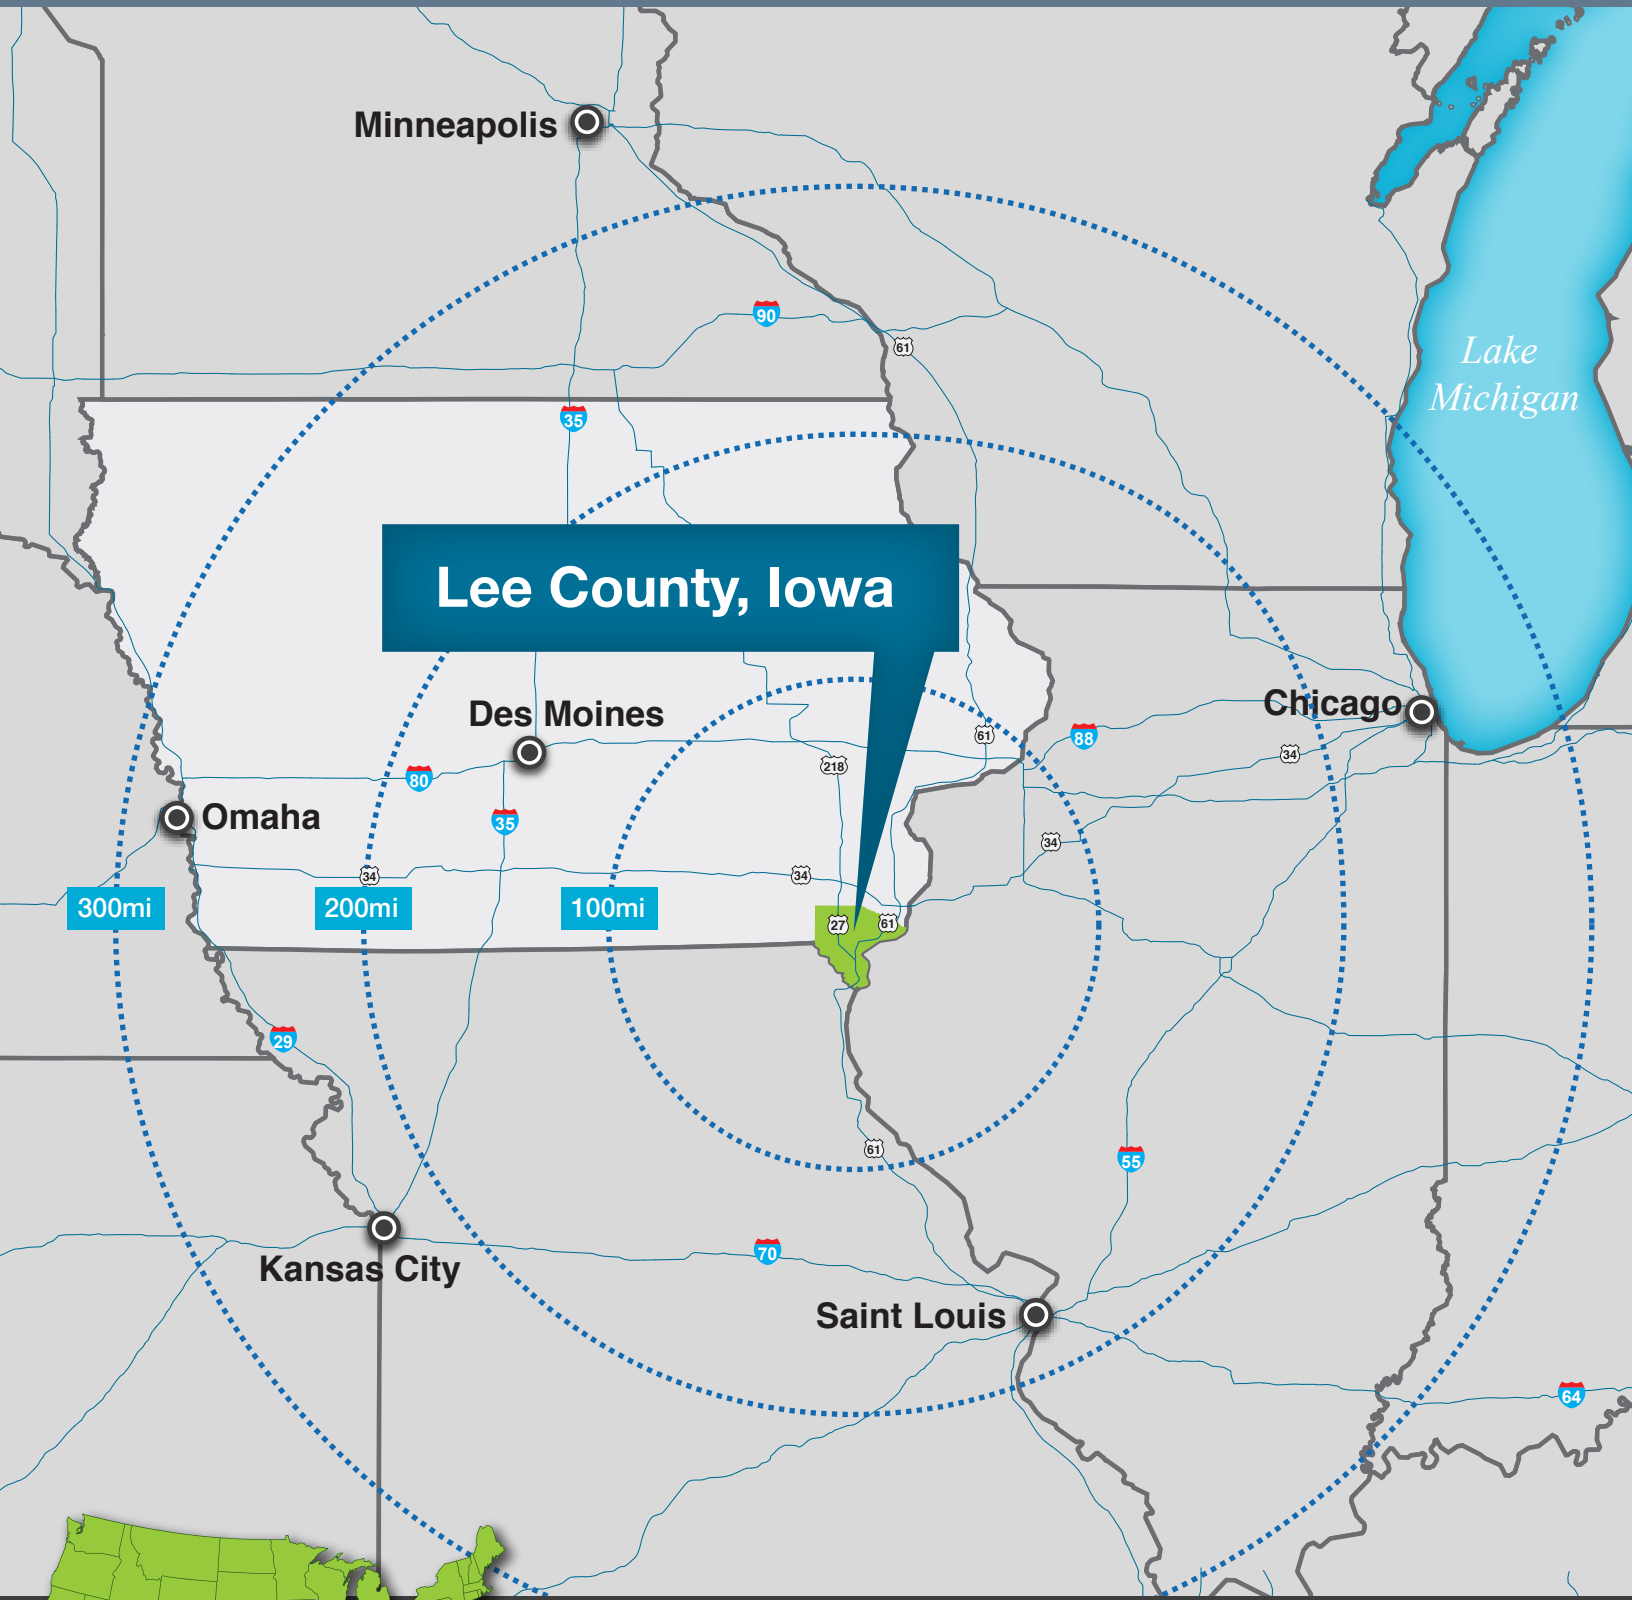 Minneapolis
90
61
Lake
Michigan
35
Lee County, Iowa
Chicago
Des Moines
61
88
34
218
80
Omaha
35
34
34
34
300mi
200mi
100mi
27
61
29
61
55
Kansas City
70
Saint Louis
64